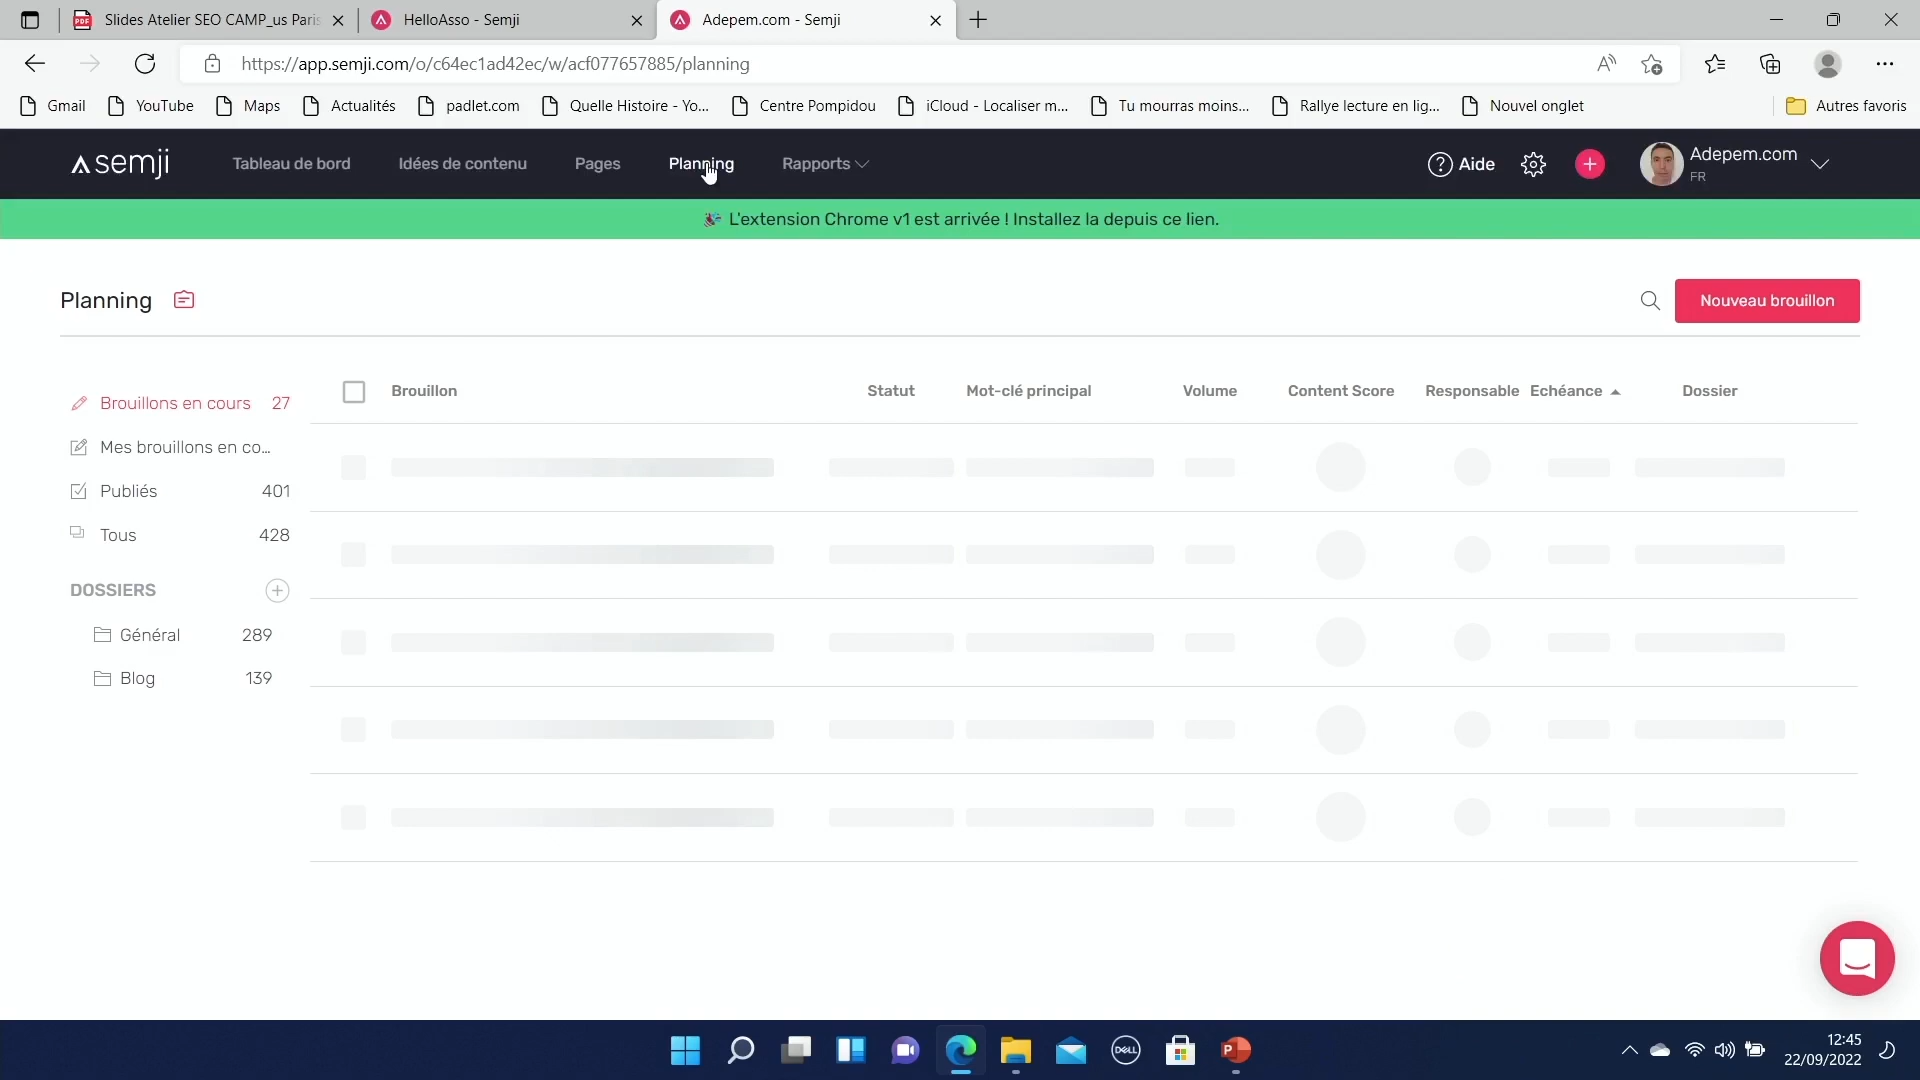 Slides Atelier SEO CAMP_us Paris
HelloAsso - Semji
Adepem.com - Semji
https://app.semji.com/o/c64ec1ad42ec/w/acf077657885/planning
Gmail
YouTube
Maps
Actualités
padlet.com
Quelle Histoire - Yo...
Centre Pompidou
iCloud - Localiser m...
Tu mourras moins...
Rallye lecture en lig...
Nouvel onglet
Autres favoris
semji
Tableau de bord
Idées de contenu
Pages
Planning
Rapports
Aide
Adepem.com
FR
L'extension Chrome v1 est arrivée ! Installez la depuis ce lien.
Planning
Nouveau brouillon
Brouillons en cours 27
Mes brouillons en co...
Publiés 401
Tous 428
DOSSIERS
Général 289
Blog 139
Brouillon
Statut
Mot-clé principal
Volume
Content Score
Responsable
Echéance
Dossier
DELL
12:45
22/09/2022